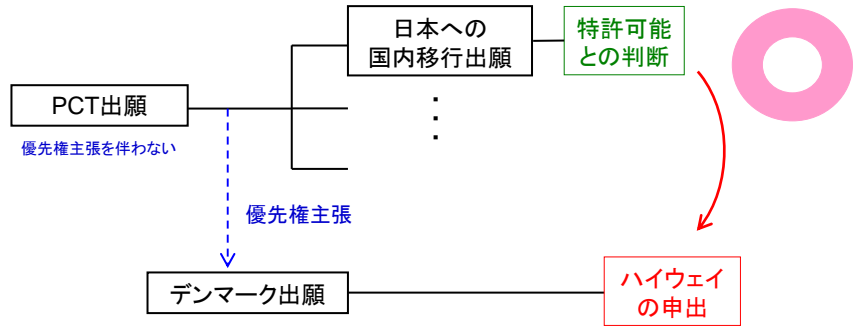 日本への
国内移行出願
特許可能
との判断
PCT出願
優先権主張を伴わない
優先権主張
デンマーク出願
ハイウェイ
の申出